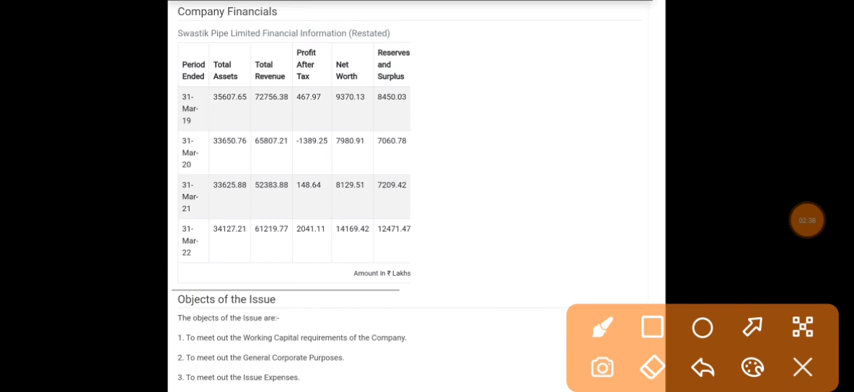 Company Financials
Swastik Pipe Limited Financial Information (Restated)
Period Ended Total Assets Total Revenue Profit After Tax Net Worth Reserves and Surplus
31-Mar-19 35607.65 72756.38 467.97 9370.13 8450.03
31-Mar-20 33650.76 65807.21 -1389.25 7980.91 7060.78
31-Mar-21 33625.88 52383.88 148.64 8129.51 7209.42
31-Mar-22 34127.21 61219.77 2041.11 14169.42 12471.47
Amount in ₹ Lakhs
Objects of the Issue
The objects of the Issue are:-
1. To meet out the Working Capital requirements of the Company.
2. To meet out the General Corporate Purposes.
3. To meet out the Issue Expenses.
02:38